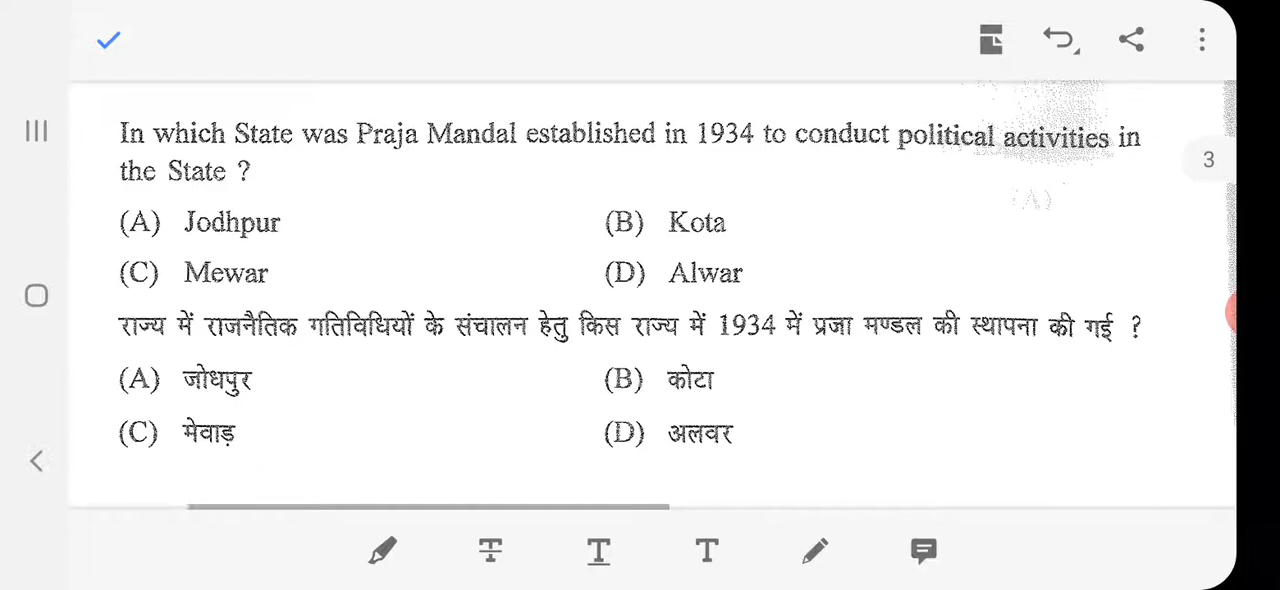 In which State was Praja Mandal established in 1934 to conduct political activities in
the State ?
3
(A)
(A) Jodhpur (B) Kota
(C) Mewar (D) Alwar
राज्य में राजनैतिक गतिविधियों के संचालन हेतु किस राज्य में 1934 में प्रजा मण्डल की स्थापना की गई ?
(A) जोधपुर (B) कोटा
(C) मेवाड़ (D) अलवर